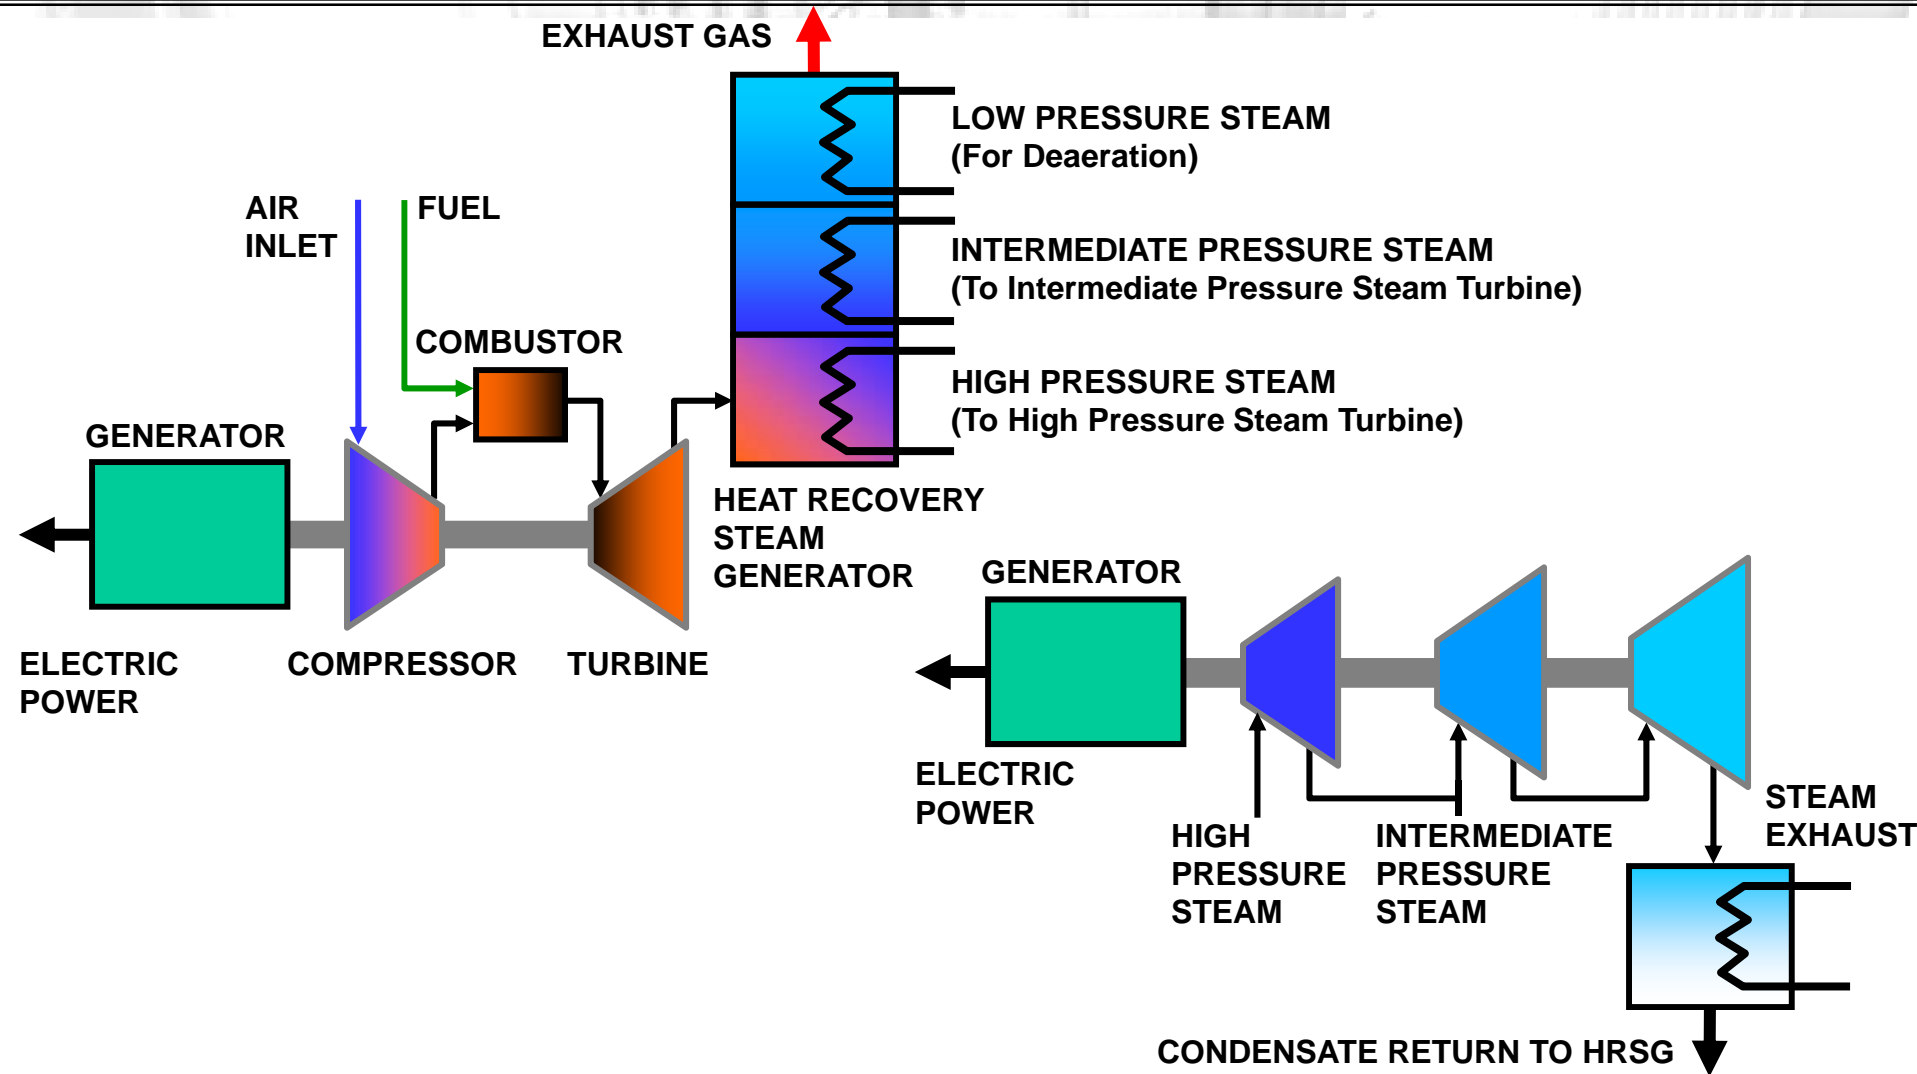 EXHAUST GAS
LOW PRESSURE STEAM
(For Deaeration)
AIR
INLET
FUEL
INTERMEDIATE PRESSURE STEAM
(To Intermediate Pressure Steam Turbine)
COMBUSTOR
HIGH PRESSURE STEAM
(To High Pressure Steam Turbine)
GENERATOR
HEAT RECOVERY
STEAM
GENERATOR
ELECTRIC
POWER
COMPRESSOR
TURBINE
GENERATOR
ELECTRIC
POWER
HIGH
PRESSURE
STEAM
INTERMEDIATE
PRESSURE
STEAM
STEAM
EXHAUST
CONDENSATE RETURN TO HRSG